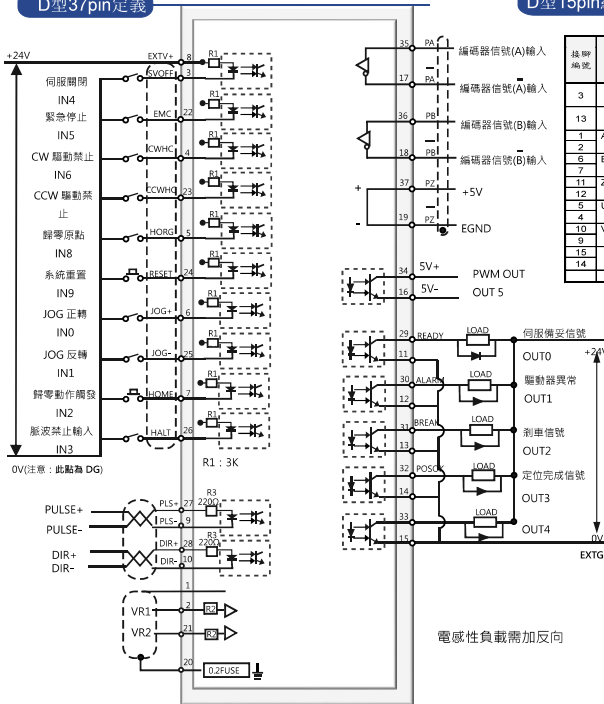 D型37pin定義
D型15pin
+24V
EXTV+ 8 R1
伺服關閉 SVOFF 3
IN4
緊急停止 EMC 22 R1
IN5
CW 驅動禁止 CWHC 4 R1
IN6
CCW 驅動禁 CCWHC 23 R1
止
歸零原點 HORG 5 R1
IN8
系統重置 RESET 24 R1
IN9
JOG 正轉 JOG+ 6 R1
IN0
JOG 反轉 JOG- 25 R1
IN1
歸零動作觸發 HOME 7 R1
IN2
脈波禁止輸入 HALT 26 R1
IN3
0V(注意：此點為 DG)
R1：3K
PULSE+ PLS+ 27 R3 220Ω
PULSE− PLS- 9
DIR+ DIR+ 28 R3 220Ω
DIR− DIR- 10
1
VR1 2 R2
VR2 21 R2
20 0.2FUSE
35 PA 編碼器信號(A)輸入
17 PA 編碼器信號(A)輸入
36 PB 編碼器信號(B)輸入
18 PB 編碼器信號(B)輸入
+ 37 PZ +5V
- 19 PZ EGND
34 5V+ PWM OUT
16 5V- OUT 5
29 READY LOAD 伺服備妥信號
11 OUT0
+24V
30 ALARM LOAD 驅動器異常
12 OUT1
31 BREAK LOAD 剎車信號
13 OUT2
32 POSOK LOAD 定位完成信號
14 OUT3
33 LOAD OUT4
15 0V
EXTG
電感性負載需加反向
接腳
編號
3
13
1
2
6
7
11
12
5
4
10
9
15
14